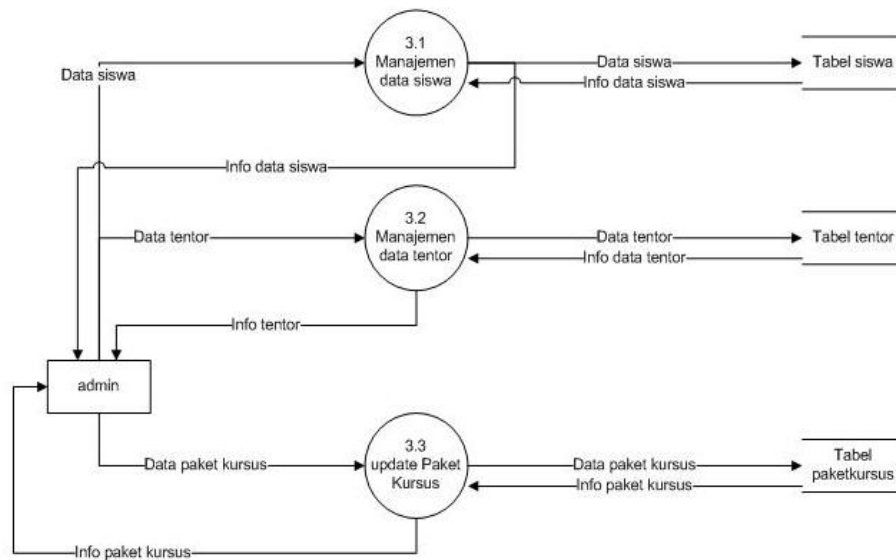 3.1
Manajemen
data siswa
Data siswa
Data siswa
Info data siswa
Tabel siswa
Info data siswa
3.2
Manajemen
data tentor
Data tentor
Data tentor
Info data tentor
Tabel tentor
Info tentor
admin
3.3
update Paket
Kursus
Data paket kursus
Data paket kursus
Info paket kursus
Tabel
paketkursus
Info paket kursus